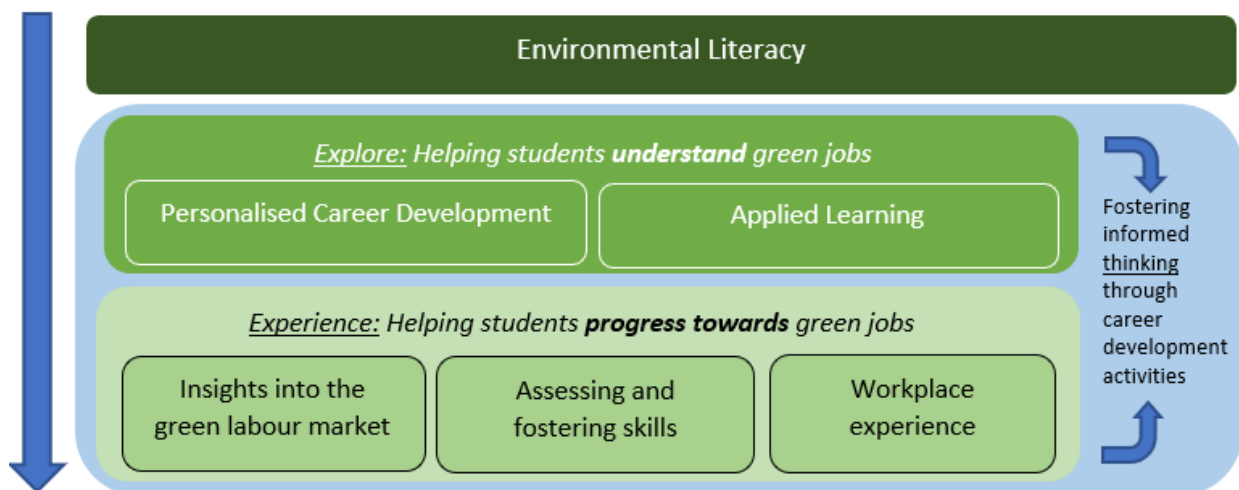 Environmental Literacy
Explore: Helping students understand green jobs
Personalised Career Development
Applied Learning
Experience: Helping students progress towards green jobs
Insights into the
green labour market
Assessing and
fostering skills
Workplace
experience
Fostering
informed
thinking
through
career
development
activities